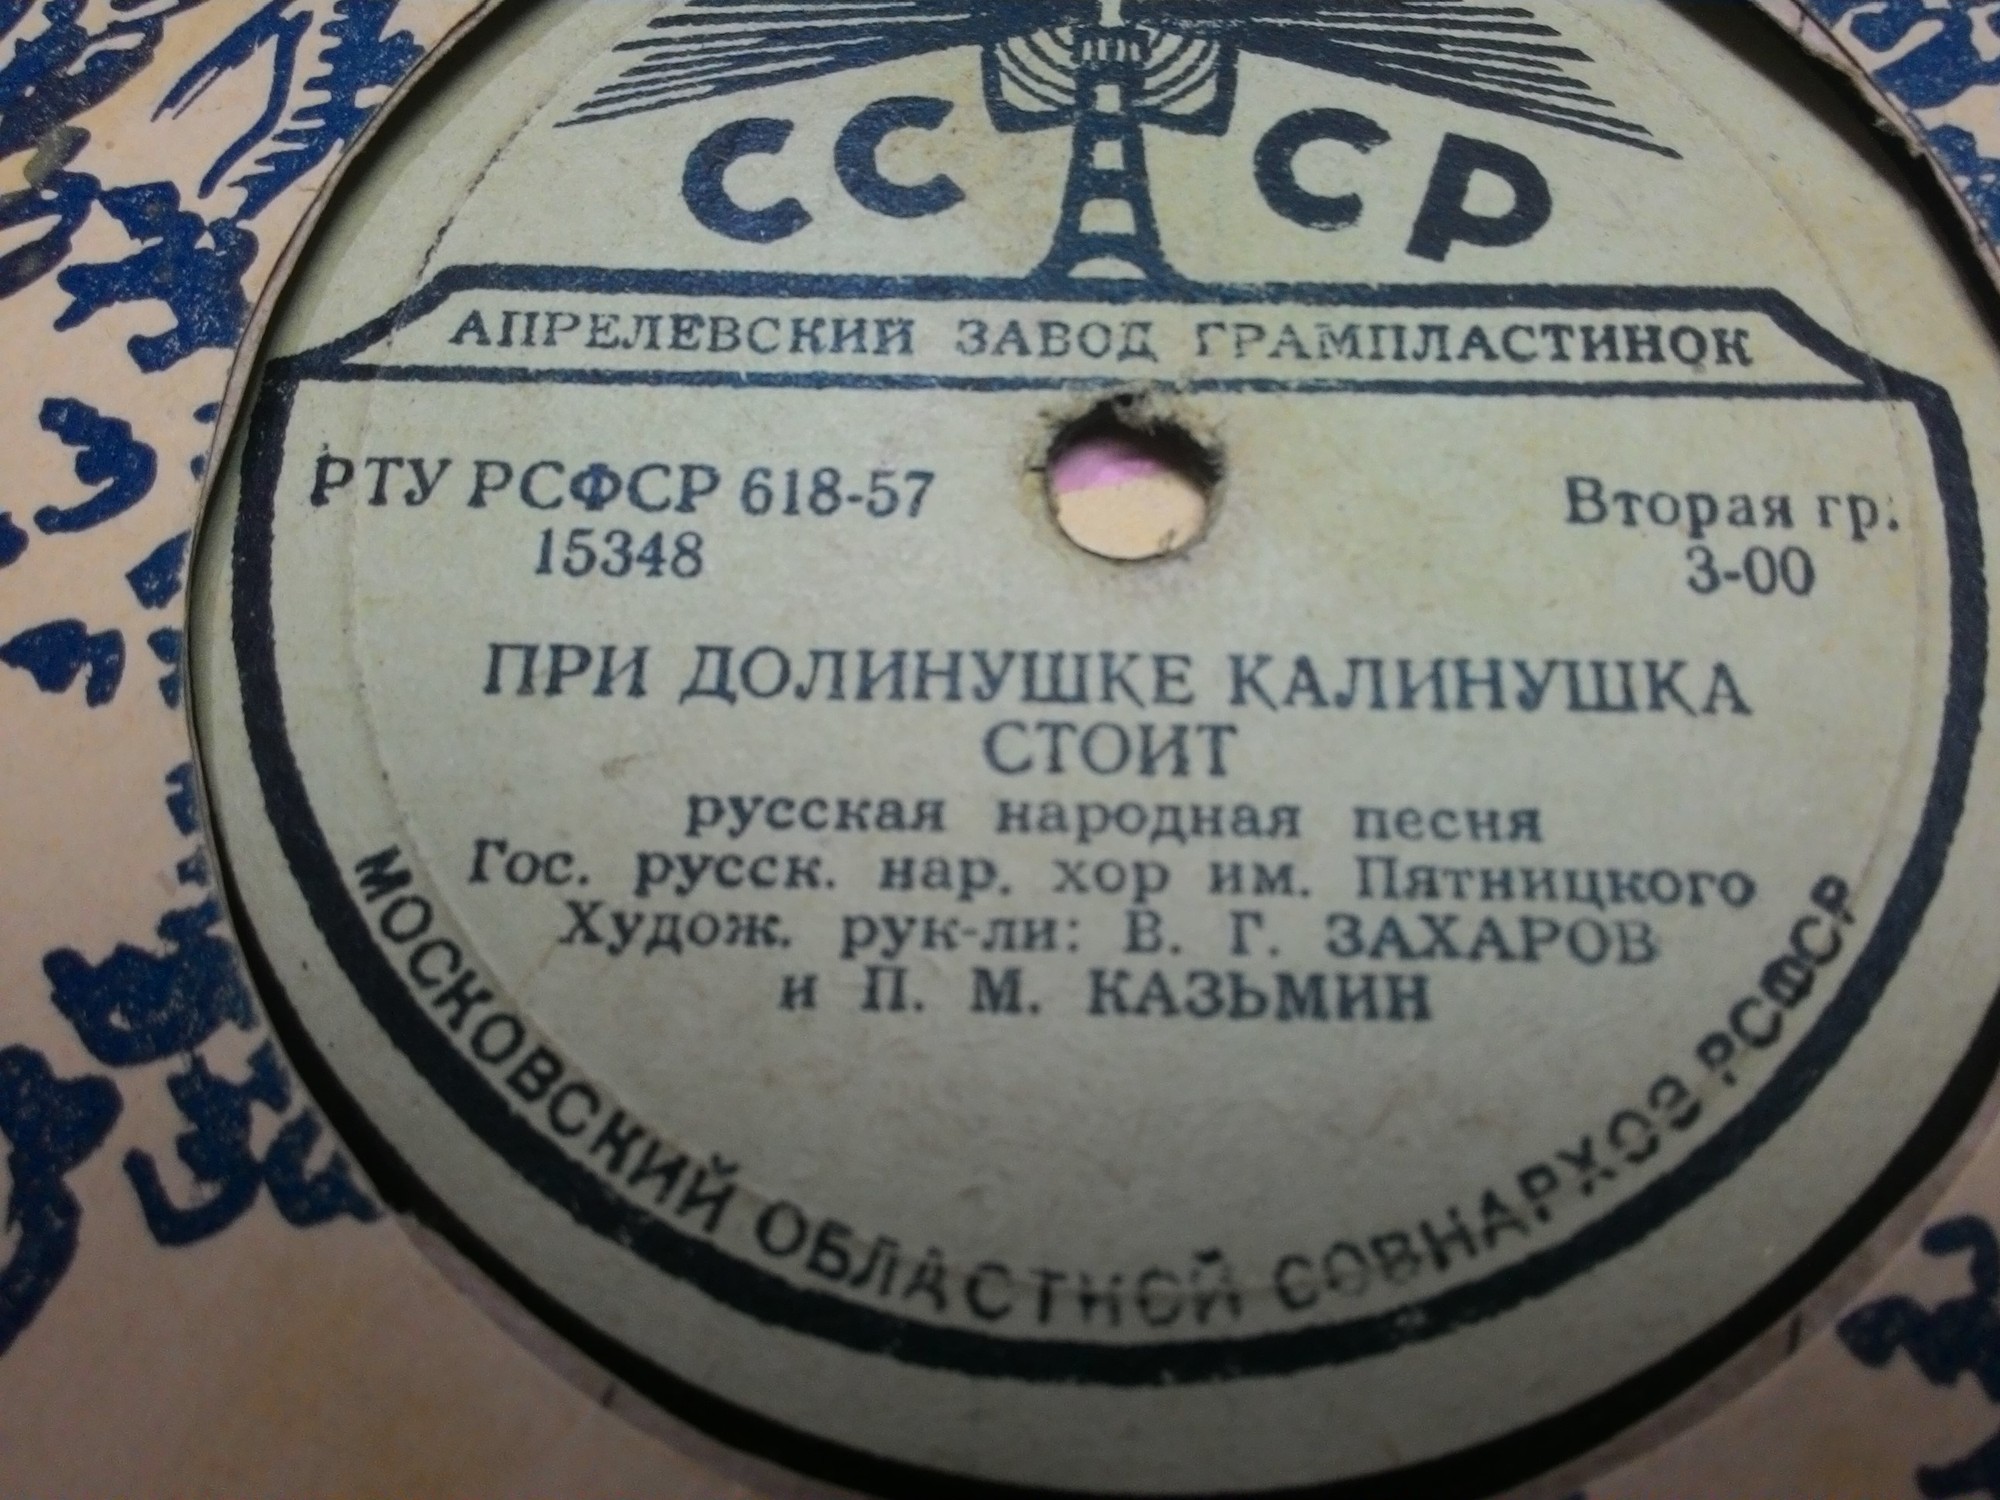 СССР
АПРЕЛЕВСКИЙ ЗАВОД ГРАМПЛАСТИНОК
РТУ РСФСР 618-57
15348
Вторая гр.
3-00
ПРИ ДОЛИНУШКЕ КАЛИНУШКА
СТОИТ
русская народная песня
Гос. русск. нар. хор им. Пятницкого
Худож. рук-ли: В. Г. ЗАХАРОВ
и П. М. КАЗЬМИН
МОСКОВСКИЙ ОБЛАСТНОЙ СОВНАРХОЗ РСФСР